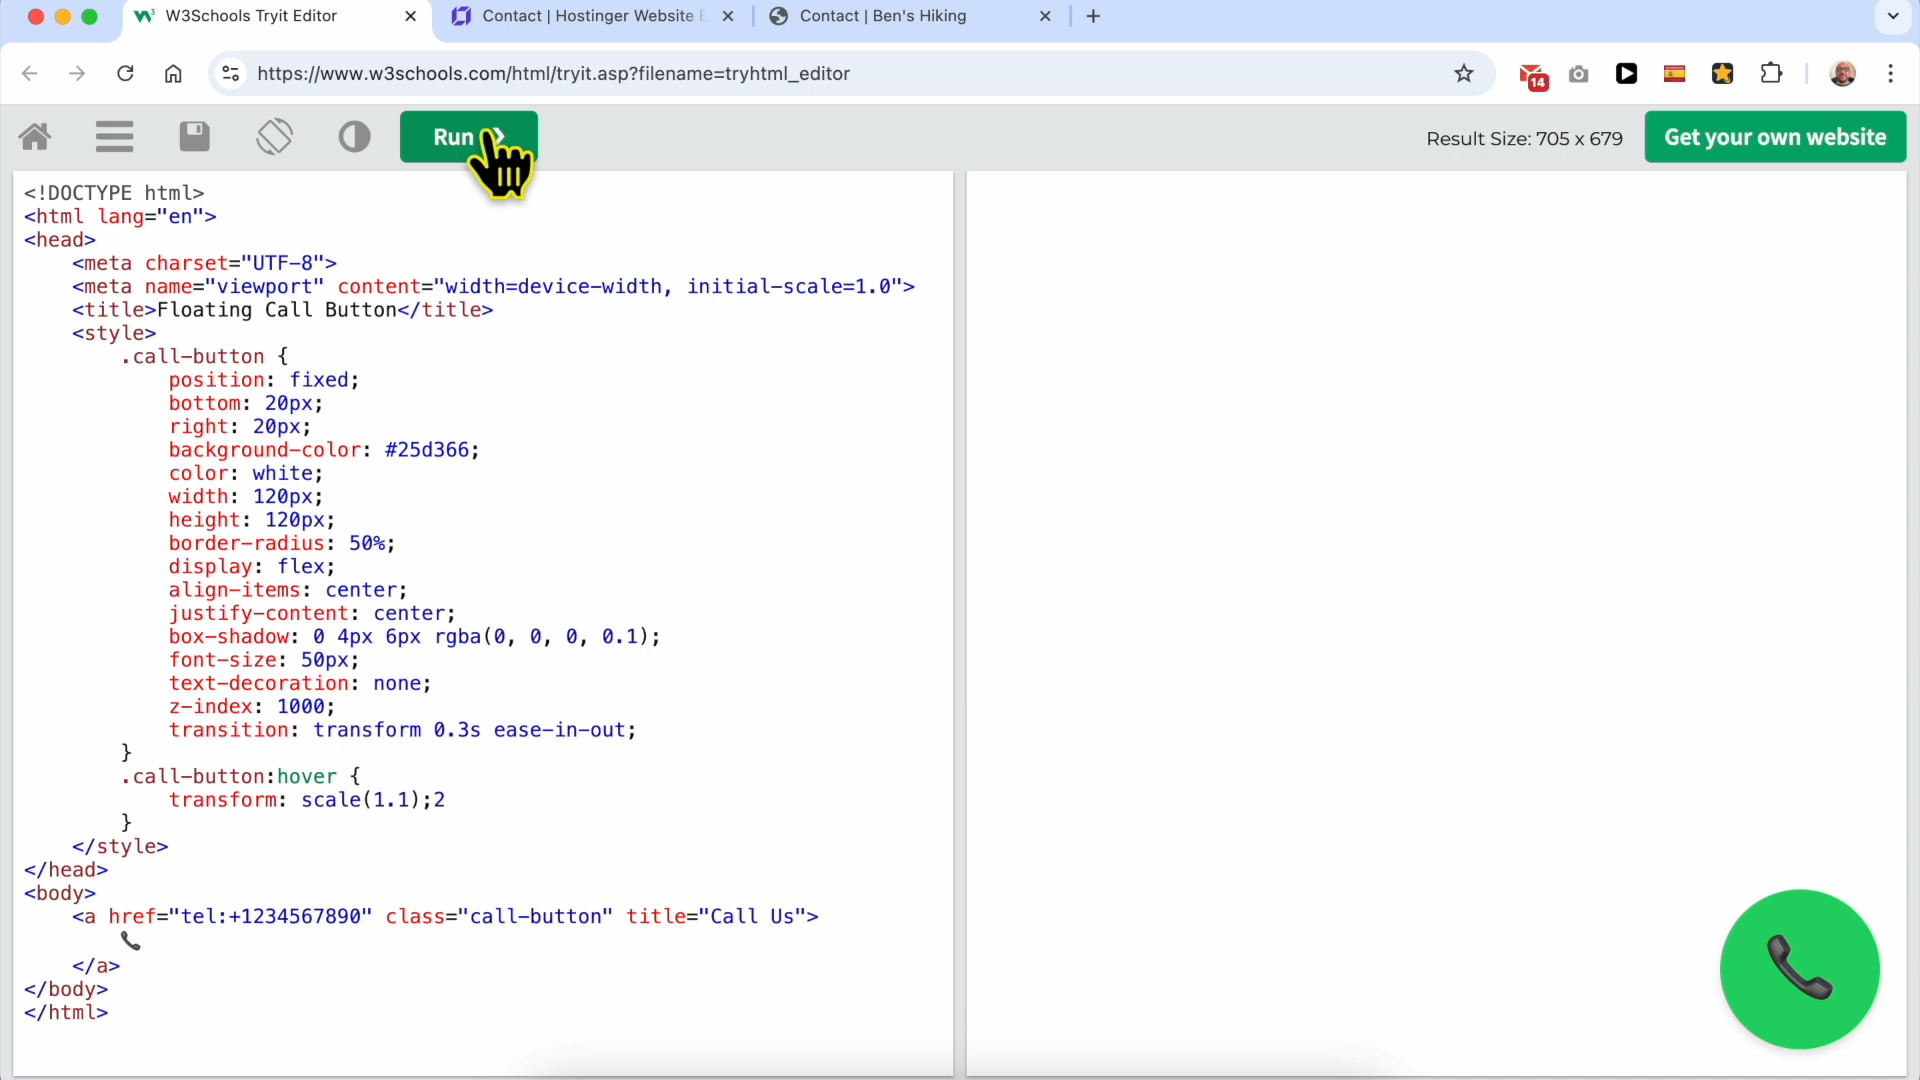 W3Schools Tryit Editor
Contact | Hostinger Website
Contact | Ben's Hiking
https://www.w3schools.com/html/tryit.asp?filename=tryhtml_editor
14
Run ❯
Result Size: 705 x 679
Get your own website
<!DOCTYPE html>
<html lang="en">
<head>
    <meta charset="UTF-8">
    <meta name="viewport" content="width=device-width, initial-scale=1.0">
    <title>Floating Call Button</title>
    <style>
        .call-button {
            position: fixed;
            bottom: 20px;
            right: 20px;
            background-color: #25d366;
            color: white;
            width: 120px;
            height: 120px;
            border-radius: 50%;
            display: flex;
            align-items: center;
            justify-content: center;
            box-shadow: 0 4px 6px rgba(0, 0, 0, 0.1);
            font-size: 50px;
            text-decoration: none;
            z-index: 1000;
            transition: transform 0.3s ease-in-out;
        }
        .call-button:hover {
            transform: scale(1.1);2
        }
    </style>
</head>
<body>
    <a href="tel:+1234567890" class="call-button" title="Call Us">
        📞
    </a>
</body>
</html>